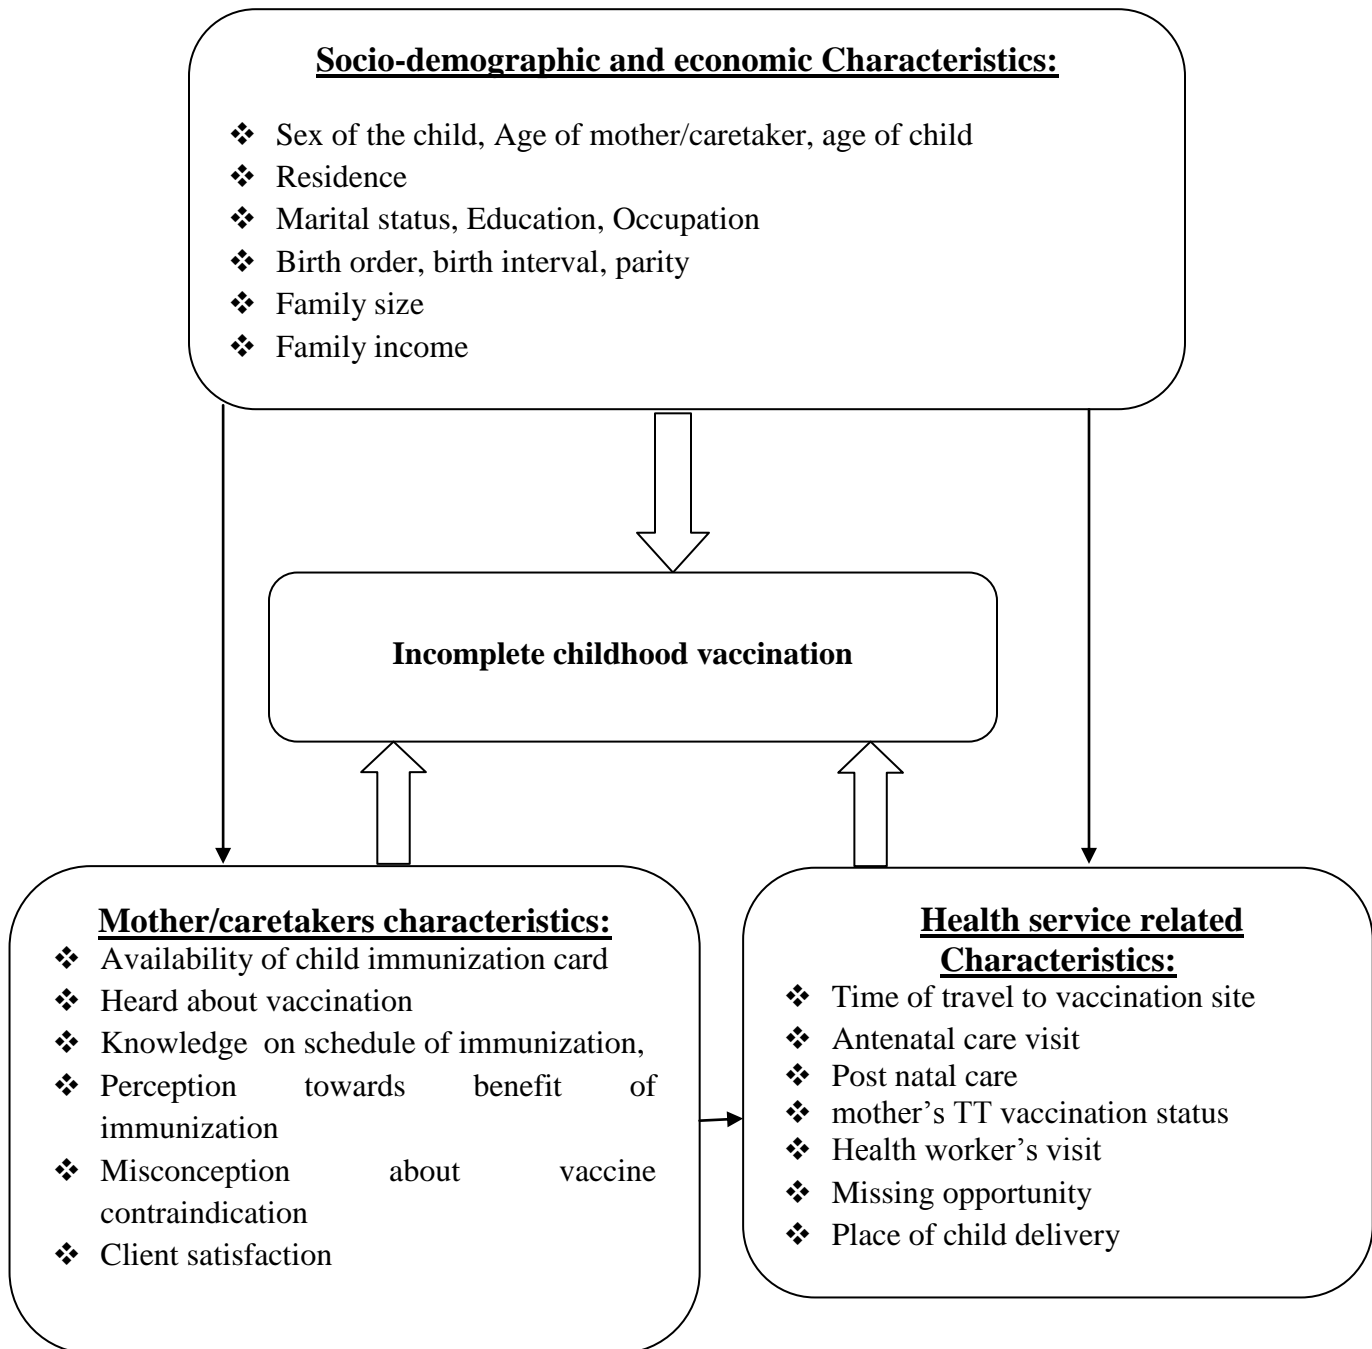 Socio-demographic and economic Characteristics:
❖ Sex of the child, Age of mother/caretaker, age of child
❖ Residence
❖ Marital status, Education, Occupation
❖ Birth order, birth interval, parity
❖ Family size
❖ Family income
Incomplete childhood vaccination
Mother/caretakers characteristics:
❖ Availability of child immunization card
❖ Heard about vaccination
❖ Knowledge on schedule of immunization,
❖ Perception towards benefit of
immunization
❖ Misconception about vaccine
contraindication
❖ Client satisfaction
Health service related
Characteristics:
❖ Time of travel to vaccination site
❖ Antenatal care visit
❖ Post natal care
❖ mother’s TT vaccination status
❖ Health worker’s visit
❖ Missing opportunity
❖ Place of child delivery